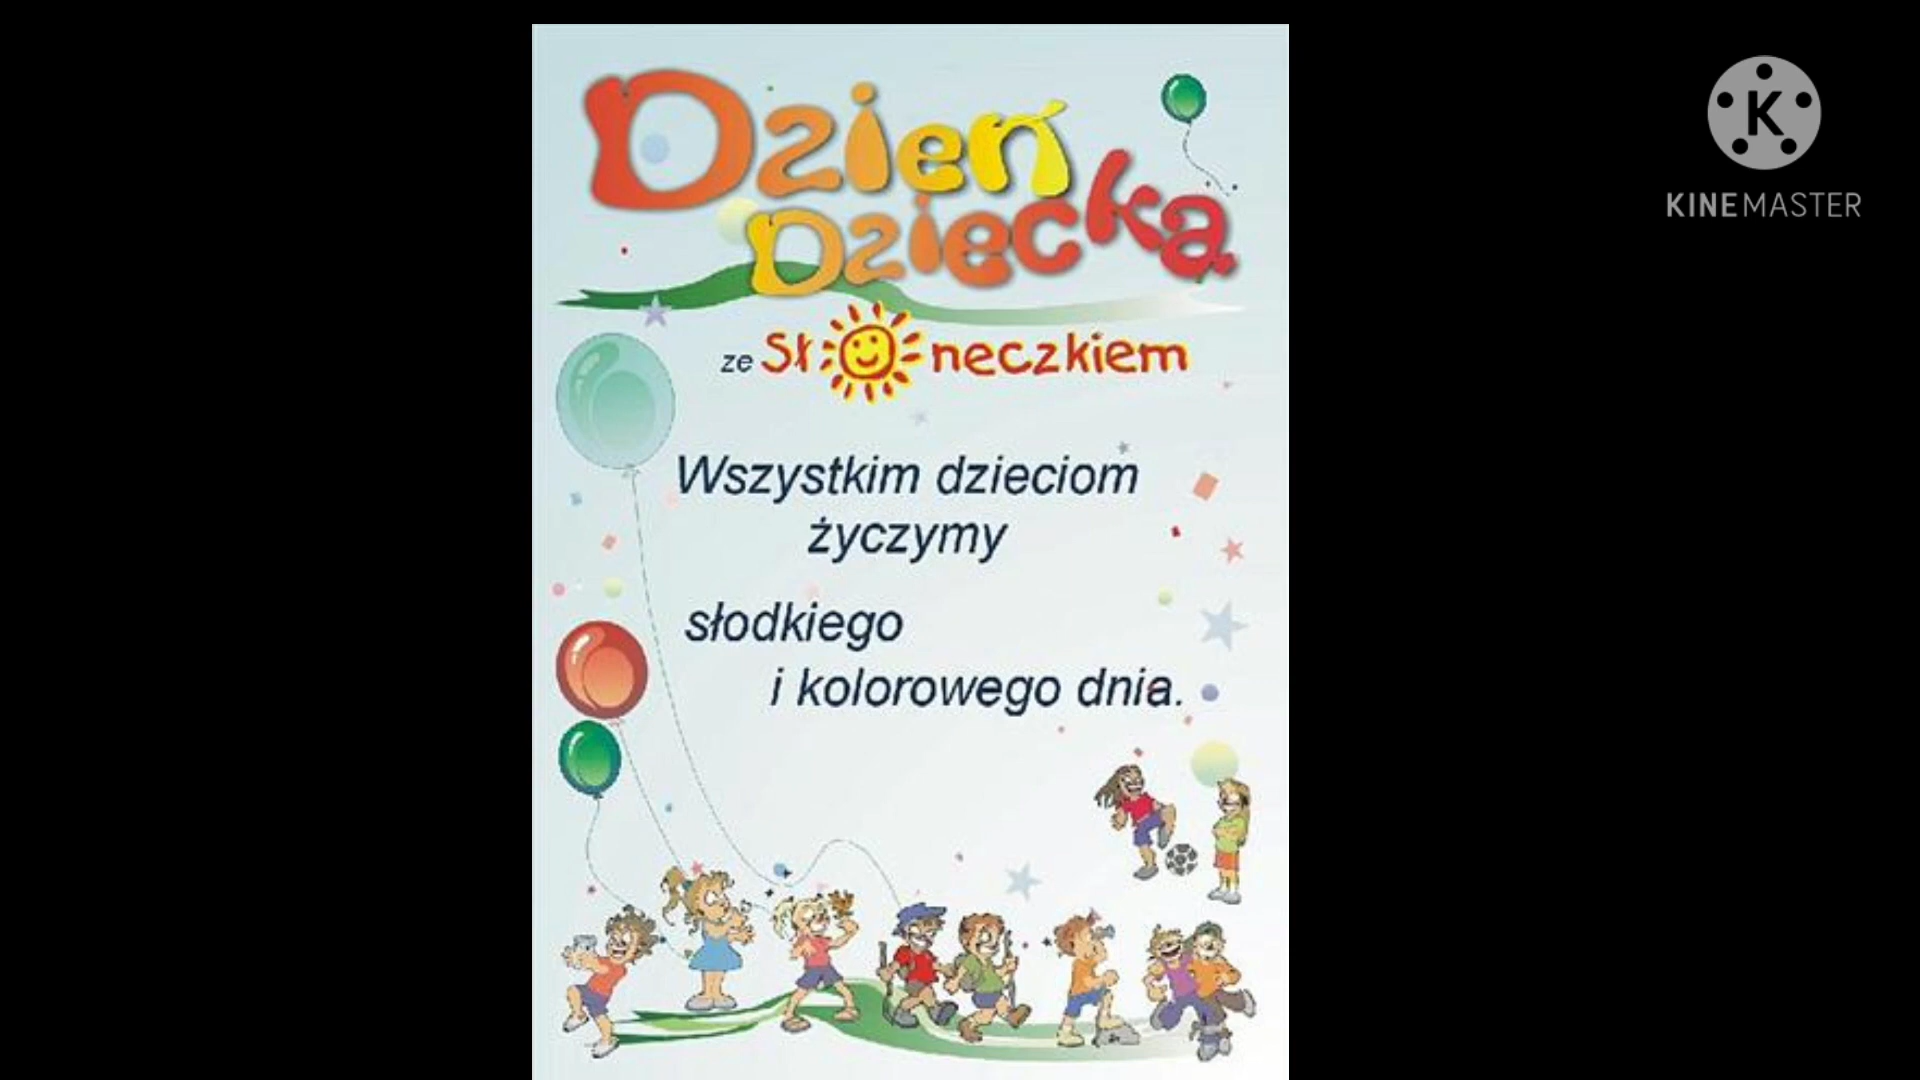 Dzień
Dziecka
ze Słoneczkiem
Wszystkim dzieciom
życzymy
słodkiego
i kolorowego dnia.
K
KINEMASTER